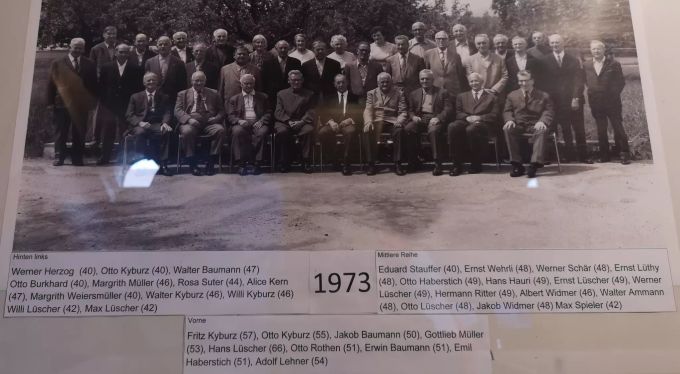 Hinten links
Werner Herzog (40), Otto Kyburz (40), Walter Baumann (47)
Otto Burkhard (40), Margrith Müller (46), Rosa Suter (44), Alice Kern
(47), Margrith Weiersmüller (40), Walter Kyburz (46), Willi Kyburz (46)
Willi Lüscher (42), Max Lüscher (42)
1973
Mittlere Reihe
Eduard Stauffer (40), Ernst Wehrli (48), Werner Schär (48), Ernst Lüthy
(48), Otto Haberstich (49), Hans Hauri (49), Ernst Lüscher (49), Werner
Lüscher (49), Hermann Ritter (49), Albert Widmer (46), Walter Ammann
(48), Otto Lüscher (48), Jakob Widmer (48) Max Spieler (42)
Vorne
Fritz Kyburz (57), Otto Kyburz (55), Jakob Baumann (50), Gottlieb Müller
(53), Hans Lüscher (66), Otto Rothen (51), Erwin Baumann (51), Emil
Haberstich (51), Adolf Lehner (54)